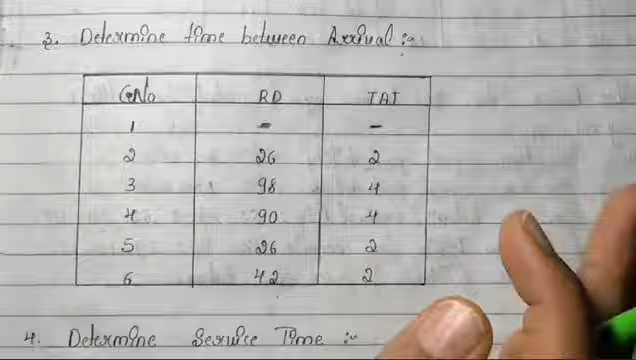 3. Determine time between Arrival :-
C.No RD TAT
1 - -
2 26 2
3 98 4
4 90 4
5 26 2
6 42 2
4. Determine Service Time :-